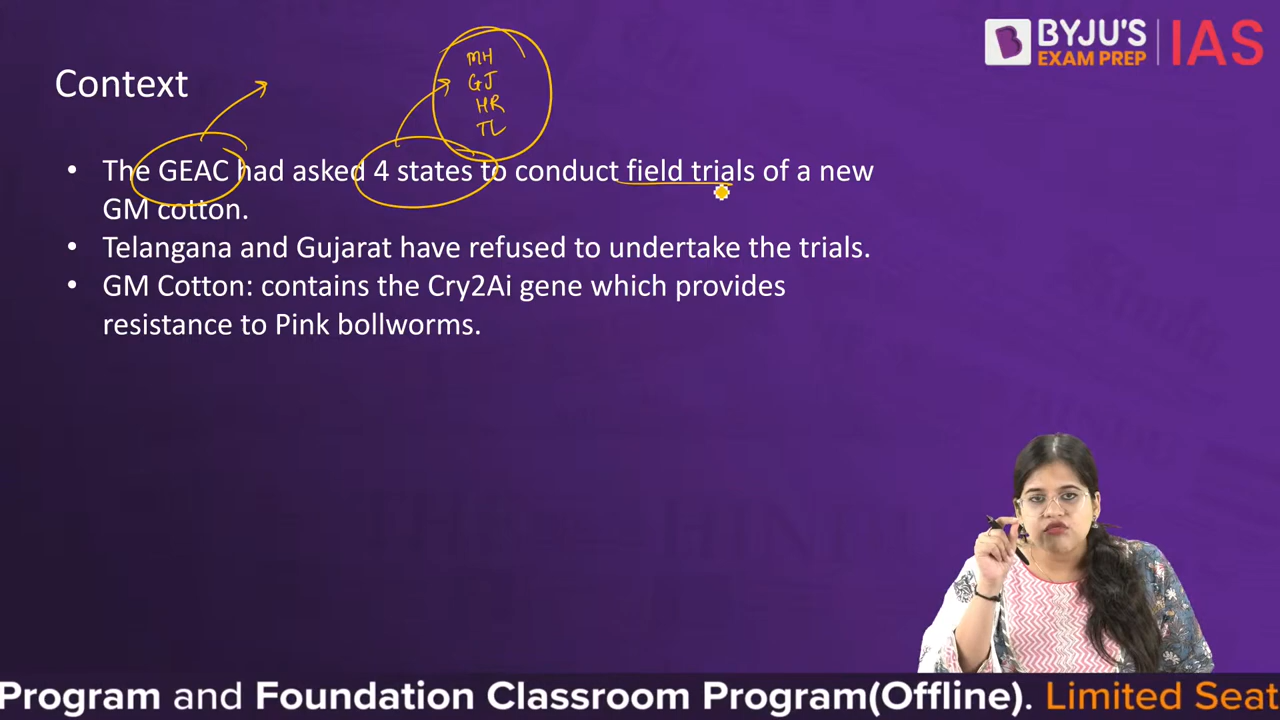 BYJU'S
EXAM PREP
IAS
Context
MH
GJ
HR
TL
• The GEAC had asked 4 states to conduct field trials of a new
GM cotton.
• Telangana and Gujarat have refused to undertake the trials.
• GM Cotton: contains the Cry2Ai gene which provides
resistance to Pink bollworms.
Program and Foundation Classroom Program(Offline). Limited Seat